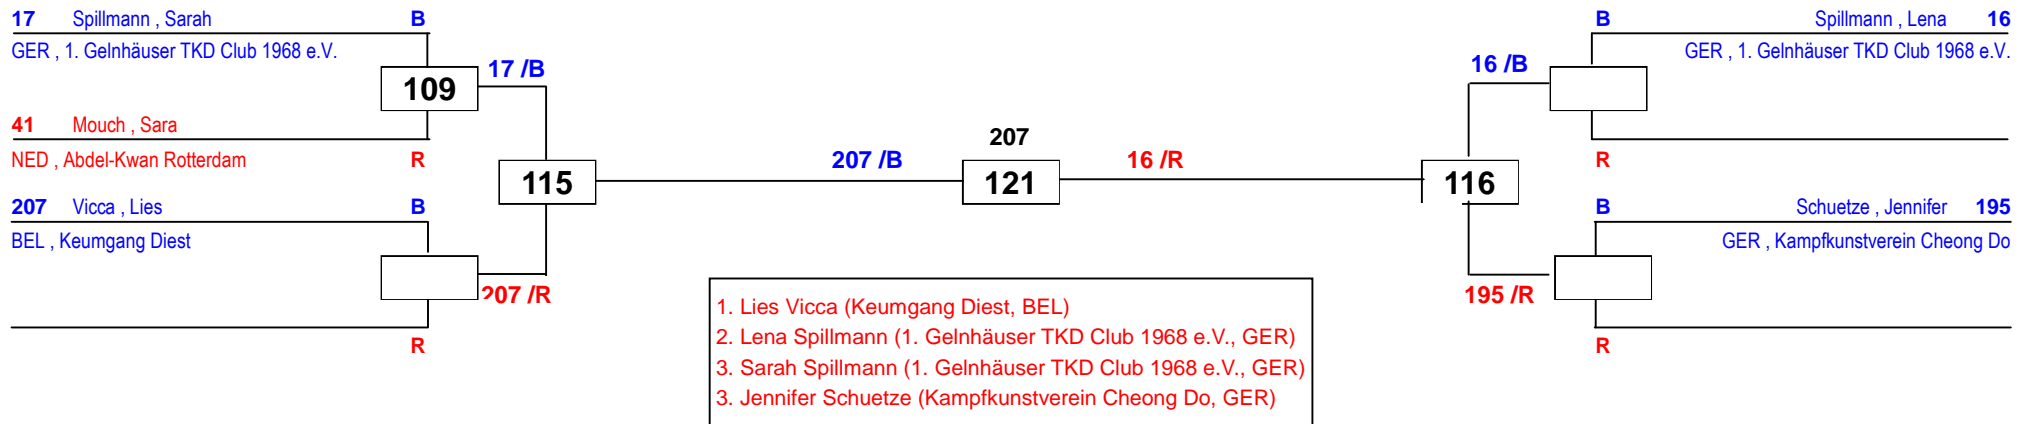 17 Spillmann , Sarah B
GER , 1. Gelnhäuser TKD Club 1968 e.V.
109
17 /B
41 Mouch , Sara
NED , Abdel-Kwan Rotterdam R
115
207 Vicca , Lies B
BEL , Keumgang Diest
207 /R
R
207 /B
207
121
16 /R
1. Lies Vicca (Keumgang Diest, BEL)
2. Lena Spillmann (1. Gelnhäuser TKD Club 1968 e.V., GER)
3. Sarah Spillmann (1. Gelnhäuser TKD Club 1968 e.V., GER)
3. Jennifer Schuetze (Kampfkunstverein Cheong Do, GER)
B Spillmann , Lena 16
GER , 1. Gelnhäuser TKD Club 1968 e.V.
16 /B
R
116
B Schuetze , Jennifer 195
GER , Kampfkunstverein Cheong Do
195 /R
R